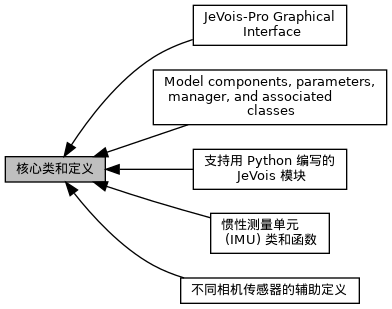 JeVois-Pro Graphical
Interface
Model components, parameters,
manager, and associated
classes
核心类和定义
支持用 Python 编写的
JeVois 模块
惯性测量单元
(IMU) 类和函数
不同相机传感器的辅助定义